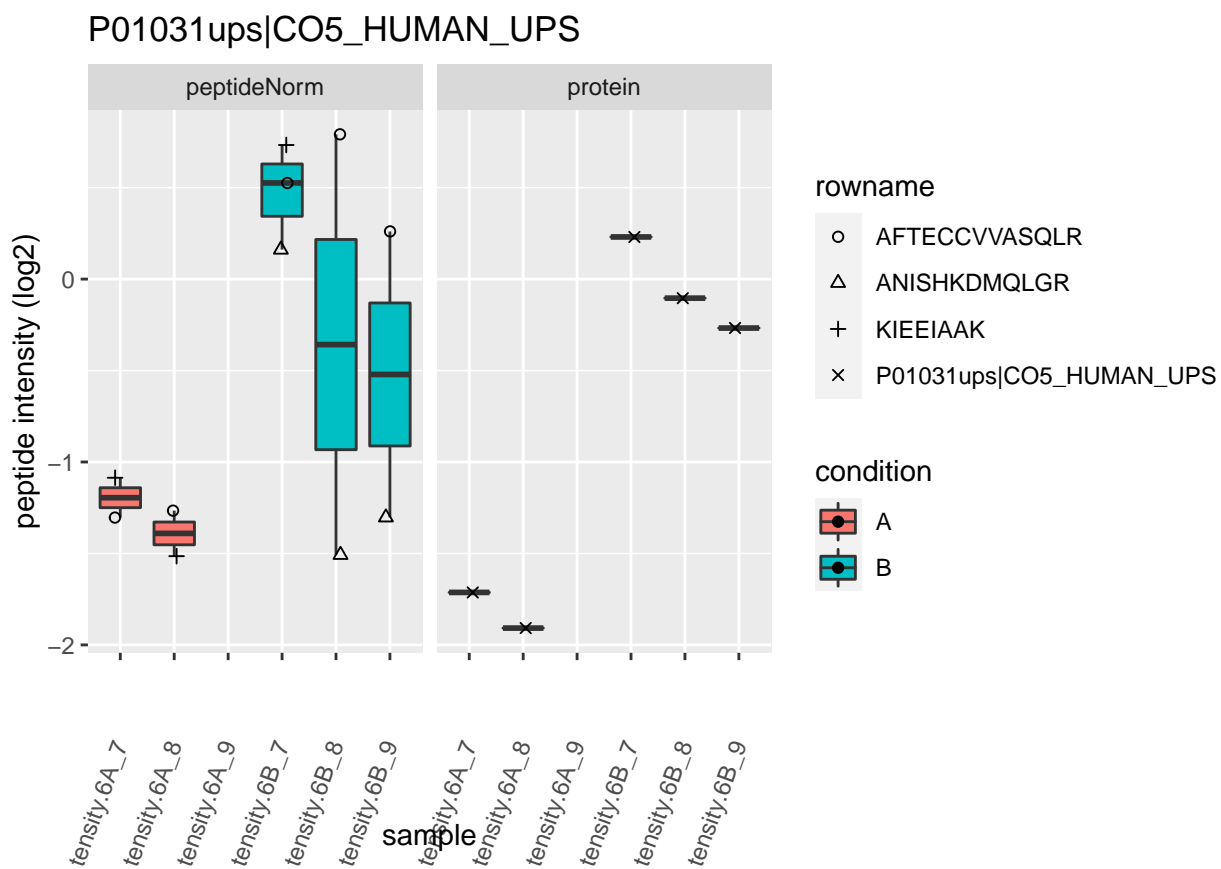 P01031ups|CO5_HUMAN_UPS
peptideNorm
protein
peptide intensity (log2)
0
−1
−2
tensity.6A_7
tensity.6A_8
tensity.6A_9
tensity.6B_7
tensity.6B_8
tensity.6B_9
tensity.6A_7
tensity.6A_8
tensity.6A_9
tensity.6B_7
tensity.6B_8
tensity.6B_9
sample
rowname
AFTECCVVASQLR
ANISHKDMQLGR
KIEEIAAK
P01031ups|CO5_HUMAN_UPS
condition
A
B